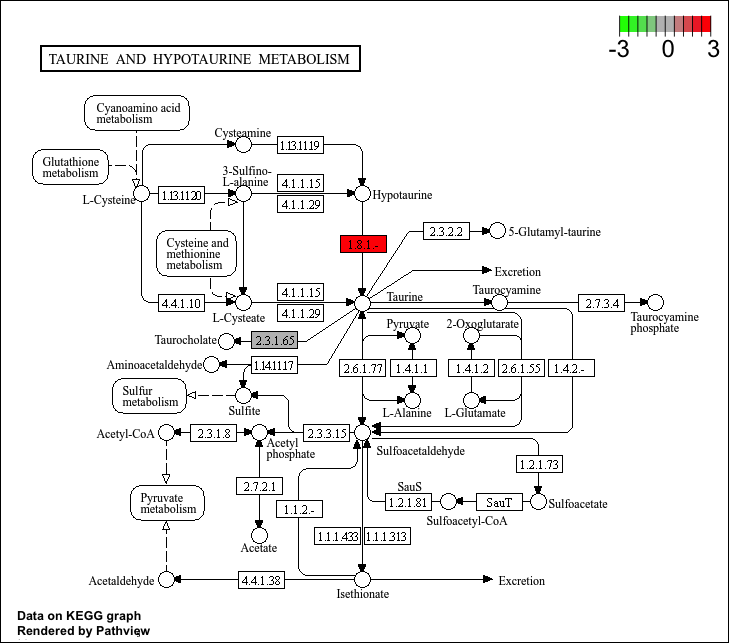 -3 0 3
TAURINE AND HYPOTAURINE METABOLISM
Cyanoamino acid
metabolism
Cysteamine
1.13.11.19
Glutathione
metabolism
3-Sulfino-
L-alanine
L-Cysteine
1.13.11.20
4.1.1.15
4.1.1.29
Hypotaurine
Cysteine and
methionine
metabolism
1.8.1.-
2.3.2.2
5-Glutamyl-taurine
Excretion
4.4.1.10
L-Cysteate
4.1.1.15
4.1.1.29
Taurine
Taurocyamine
2.7.3.4
Taurocyamine
phosphate
Taurocholate
2.3.1.65
Pyruvate
2-Oxoglutarate
Aminoacetaldehyde
1.14.11.17
2.6.1.77
1.4.1.1
1.4.1.2
2.6.1.55
1.4.2.-
Sulfur
metabolism
Sulfite
L-Alanine
L-Glutamate
Acetyl-CoA
2.3.1.8
Acetyl
phosphate
2.3.3.15
Sulfoacetaldehyde
1.2.1.73
Pyruvate
metabolism
2.7.2.1
1.1.2.-
SauS
1.2.1.81
Sulfoacetyl-CoA
SauT
Sulfoacetate
Acetate
1.1.1.433
1.1.1.313
Acetaldehyde
4.4.1.38
Isethionate
Excretion
Data on KEGG graph
Rendered by Pathview